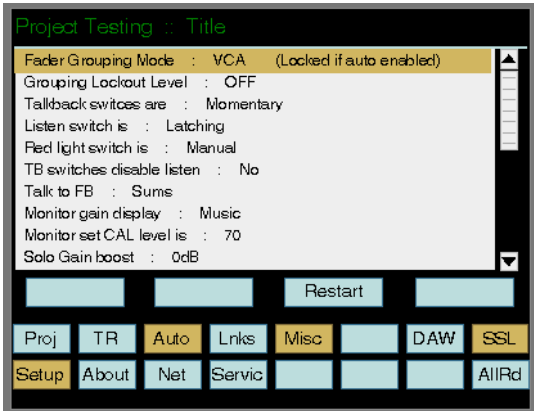 Project Testing :: Title
Fader Grouping Mode : VCA (Locked if auto enabled)
Grouping Lockout Level : OFF
Talkback switces are : Momentary
Listen switch is : Latching
Red light switch is : Manual
TB switches disable listen : No
Talk to FB : Sums
Monitor gain display : Music
Monitor set CAL level is : 70
Solo Gain boost : 0dB
Restart
Proj TR Auto Lnks Misc DAW SSL
Setup About Net Servic AllRd